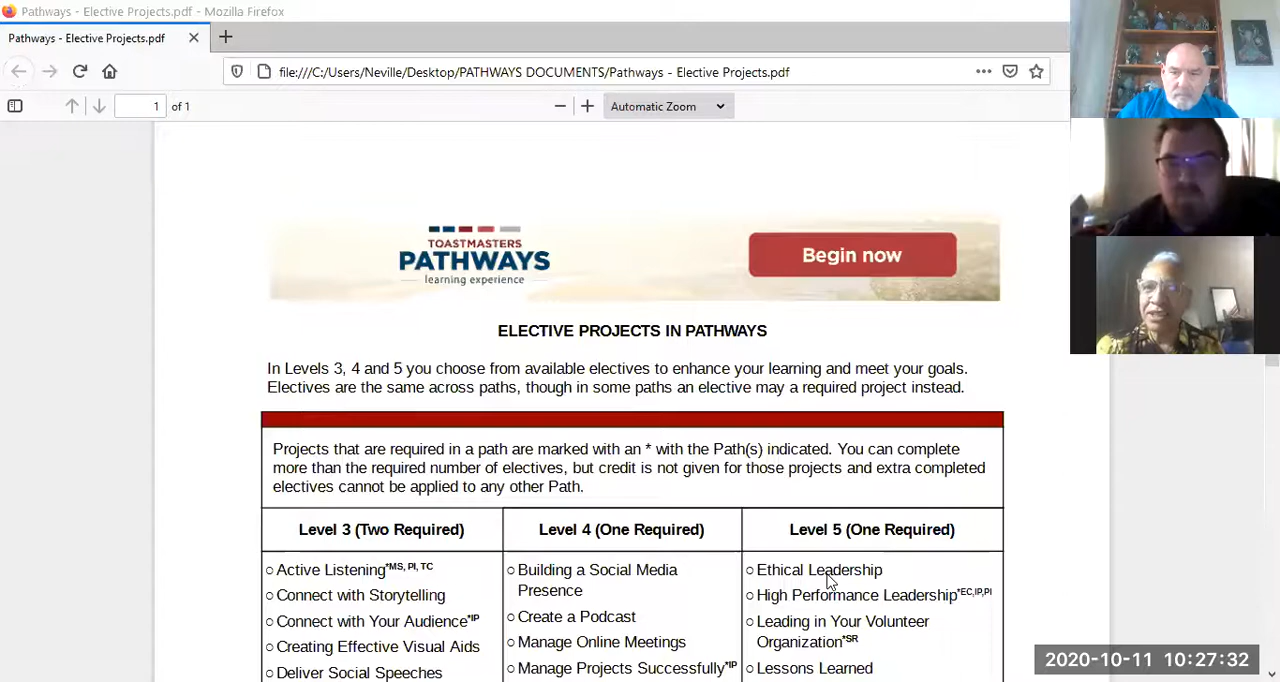 Pathways - Elective Projects.pdf - Mozilla Firefox
Pathways - Elective Projects.pdf
file:///C:/Users/Neville/Desktop/PATHWAYS DOCUMENTS/Pathways - Elective Projects.pdf
1 of 1
Automatic Zoom
TOASTMASTERS
PATHWAYS
learning experience
Begin now
ELECTIVE PROJECTS IN PATHWAYS
In Levels 3, 4 and 5 you choose from available electives to enhance your learning and meet your goals.
Electives are the same across paths, though in some paths an elective may a required project instead.
Projects that are required in a path are marked with an * with the Path(s) indicated. You can complete
more than the required number of electives, but credit is not given for those projects and extra completed
electives cannot be applied to any other Path.
Level 3 (Two Required)
Active Listening*MS, PI, TC
Connect with Storytelling
Connect with Your Audience*IP
Creating Effective Visual Aids
Deliver Social Speeches
Level 4 (One Required)
Building a Social Media
Presence
Create a Podcast
Manage Online Meetings
Manage Projects Successfully*IP
Level 5 (One Required)
Ethical Leadership
High Performance Leadership*EC,IP,PI
Leading in Your Volunteer
Organization*SR
Lessons Learned
2020-10-11 10:27:32